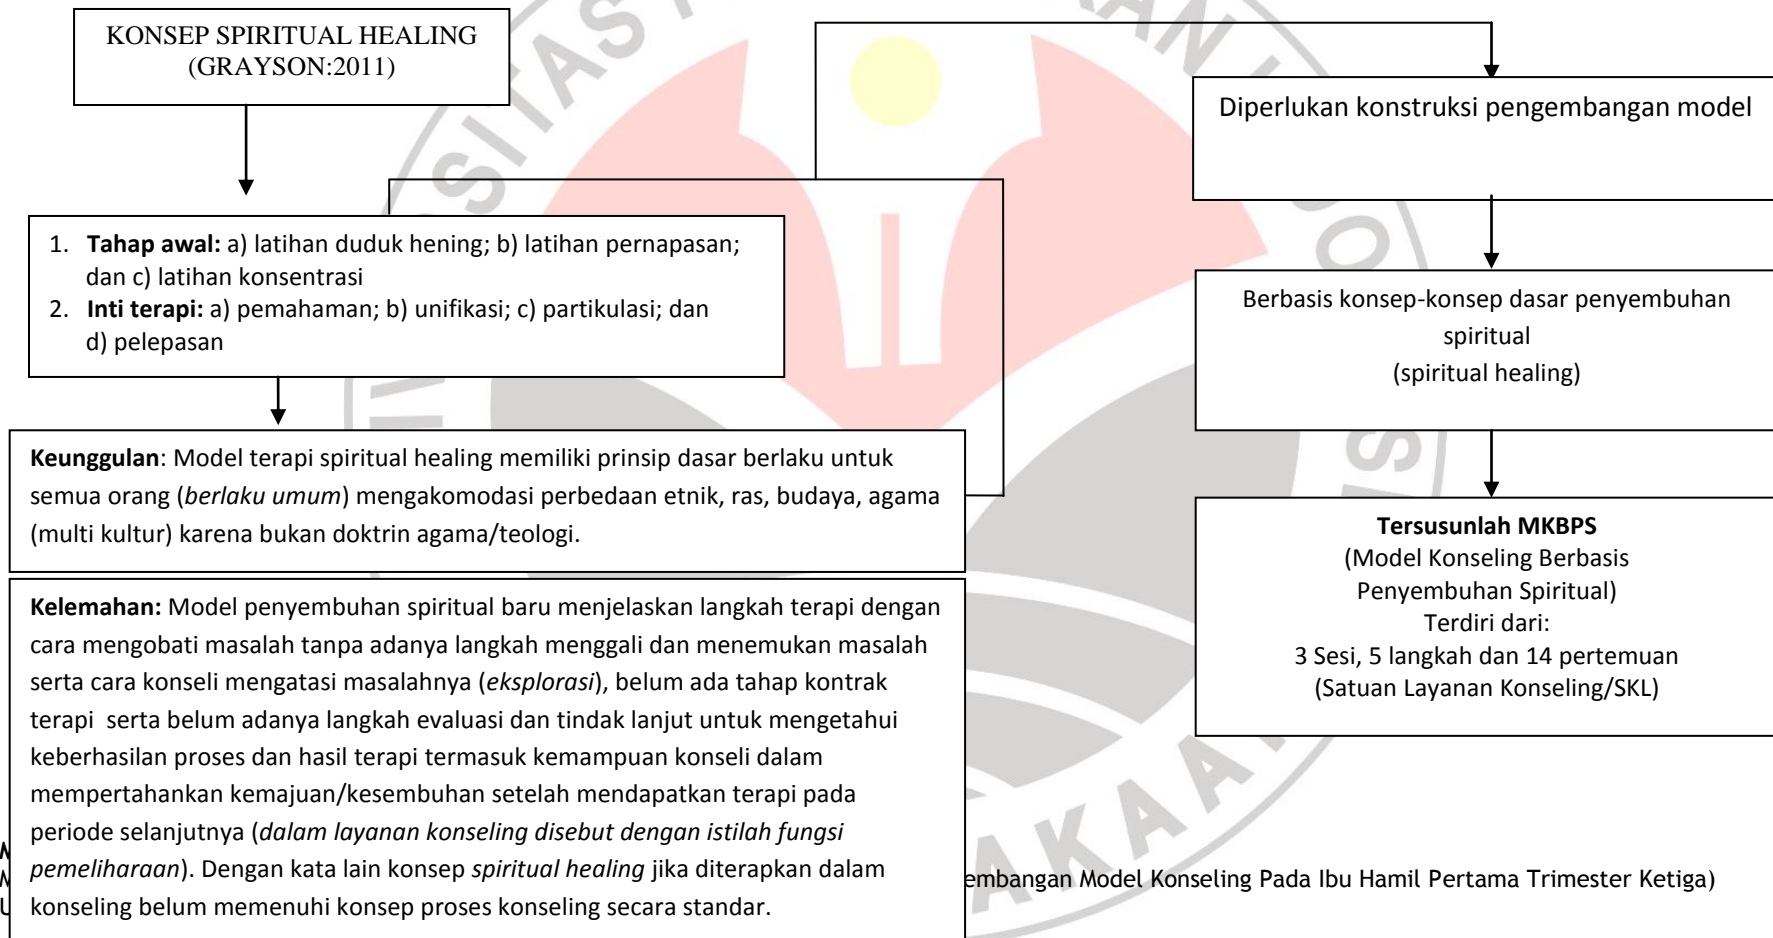 KONSEP SPIRITUAL HEALING
(GRAYSON:2011)
1. Tahap awal: a) latihan duduk hening; b) latihan pernapasan;
dan c) latihan konsentrasi
2. Inti terapi: a) pemahaman; b) unifikasi; c) partikulasi; dan
d) pelepasan
Keunggulan: Model terapi spiritual healing memiliki prinsip dasar berlaku untuk
semua orang (berlaku umum) mengakomodasi perbedaan etnik, ras, budaya, agama
(multi kultur) karena bukan doktrin agama/teologi.
Kelemahan: Model penyembuhan spiritual baru menjelaskan langkah terapi dengan
cara mengobati masalah tanpa adanya langkah menggali dan menemukan masalah
serta cara konseli mengatasi masalahnya (eksplorasi), belum ada tahap kontrak
terapi serta belum adanya langkah evaluasi dan tindak lanjut untuk mengetahui
keberhasilan proses dan hasil terapi termasuk kemampuan konseli dalam
mempertahankan kemajuan/kesembuhan setelah mendapatkan terapi pada
periode selanjutnya (dalam layanan konseling disebut dengan istilah fungsi
pemeliharaan). Dengan kata lain konsep spiritual healing jika diterapkan dalam
konseling belum memenuhi konsep proses konseling secara standar.
Diperlukan konstruksi pengembangan model
Berbasis konsep-konsep dasar penyembuhan
spiritual
(spiritual healing)
Tersusunlah MKBPS
(Model Konseling Berbasis
Penyembuhan Spiritual)
Terdiri dari:
3 Sesi, 5 langkah dan 14 pertemuan
(Satuan Layanan Konseling/SKL)
embangan Model Konseling Pada Ibu Hamil Pertama Trimester Ketiga)